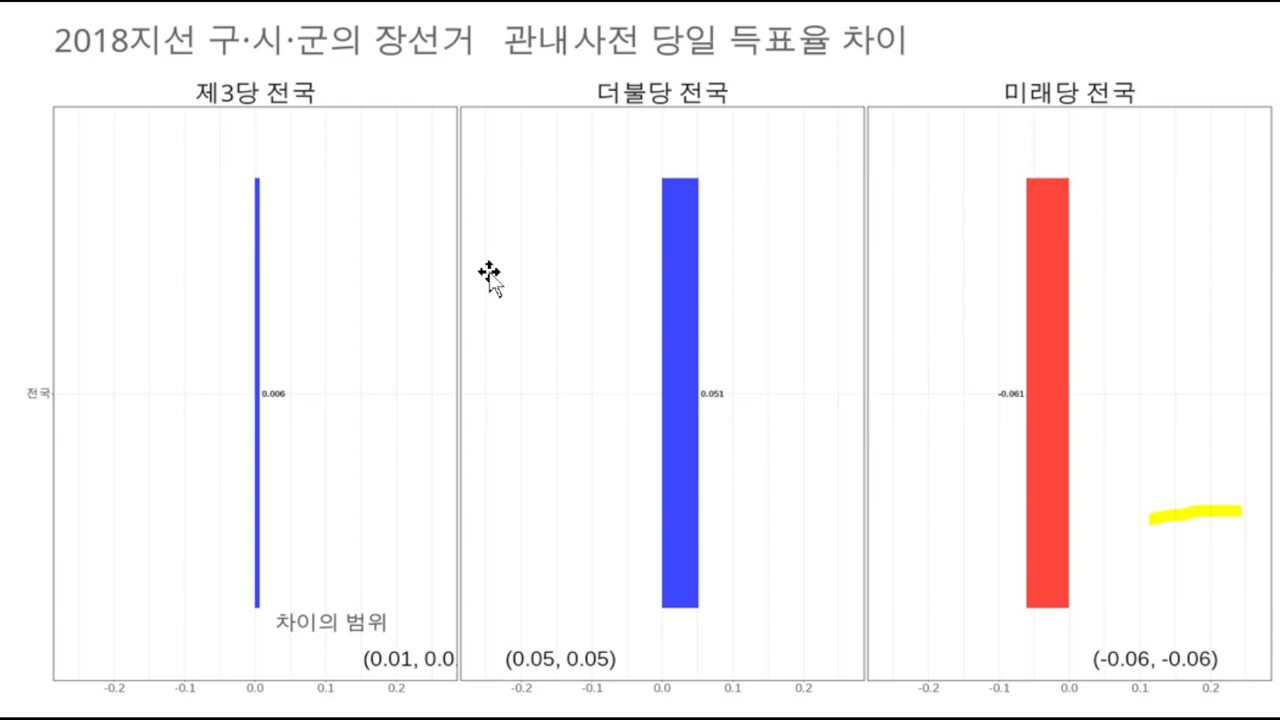 2018지선 구·시·군의 장선거 관내사전 당일 득표율 차이
제3당 전국 더불당 전국 미래당 전국
전국 0.006 0.051 -0.061
차이의 범위
(0.01, 0.0 (0.05, 0.05) (-0.06, -0.06)
-0.2 -0.1 0.0 0.1 0.2 -0.2 -0.1 0.0 0.1 0.2 -0.2 -0.1 0.0 0.1 0.2